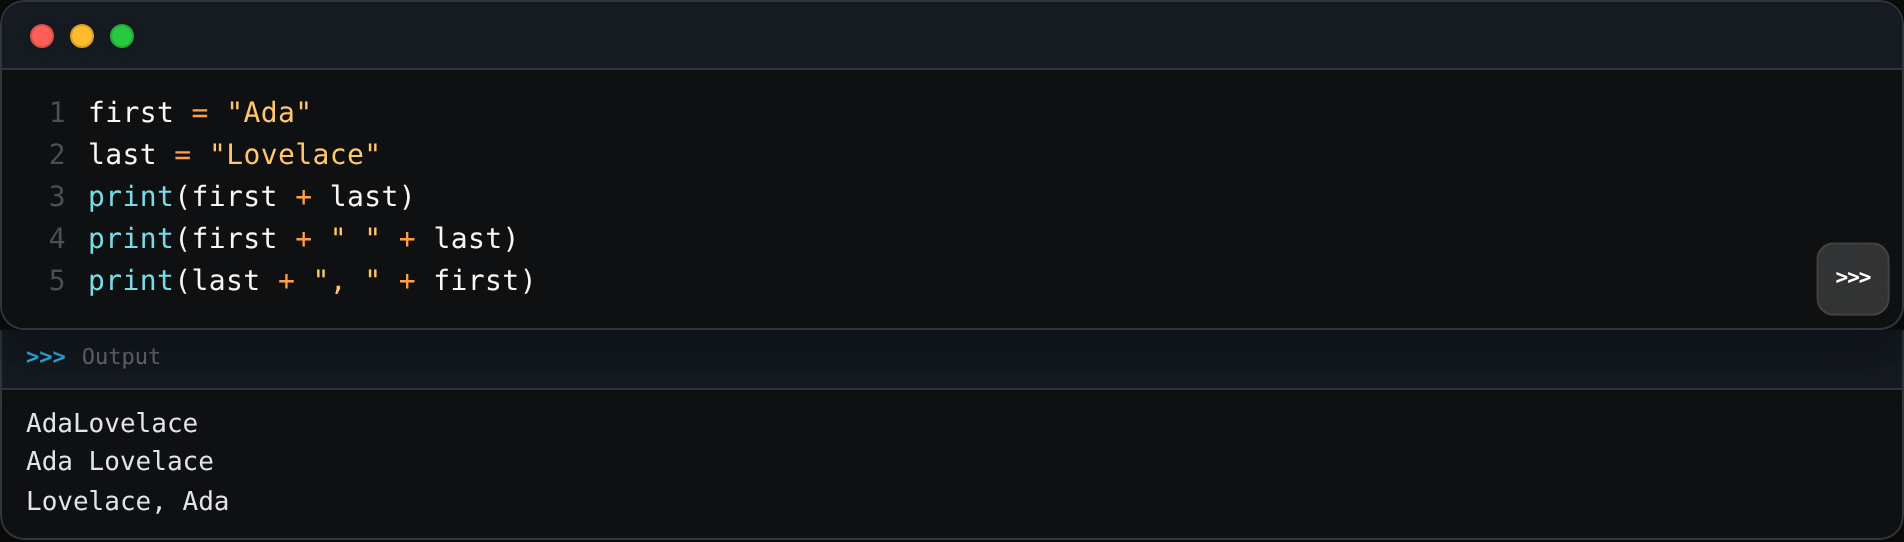 1 first = "Ada"
2 last = "Lovelace"
3 print(first + last)
4 print(first + " " + last)
5 print(last + ", " + first)
>>>
>>> Output
AdaLovelace
Ada Lovelace
Lovelace, Ada